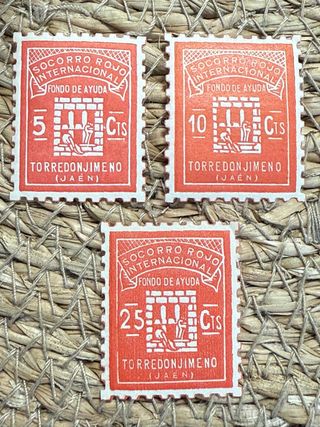 SOCORRO ROJO
INTERNACIONAL
FONDO DE AYUDA
5 CTS
TORREDONJIMENO
(JAÉN)
SOCORRO ROJO
INTERNACIONAL
FONDO DE AYUDA
10 CTS
TORREDONJIMENO
(JAÉN)
SOCORRO ROJO
INTERNACIONAL
FONDO DE AYUDA
25 CTS
TORREDONJIMENO
(JAÉN)